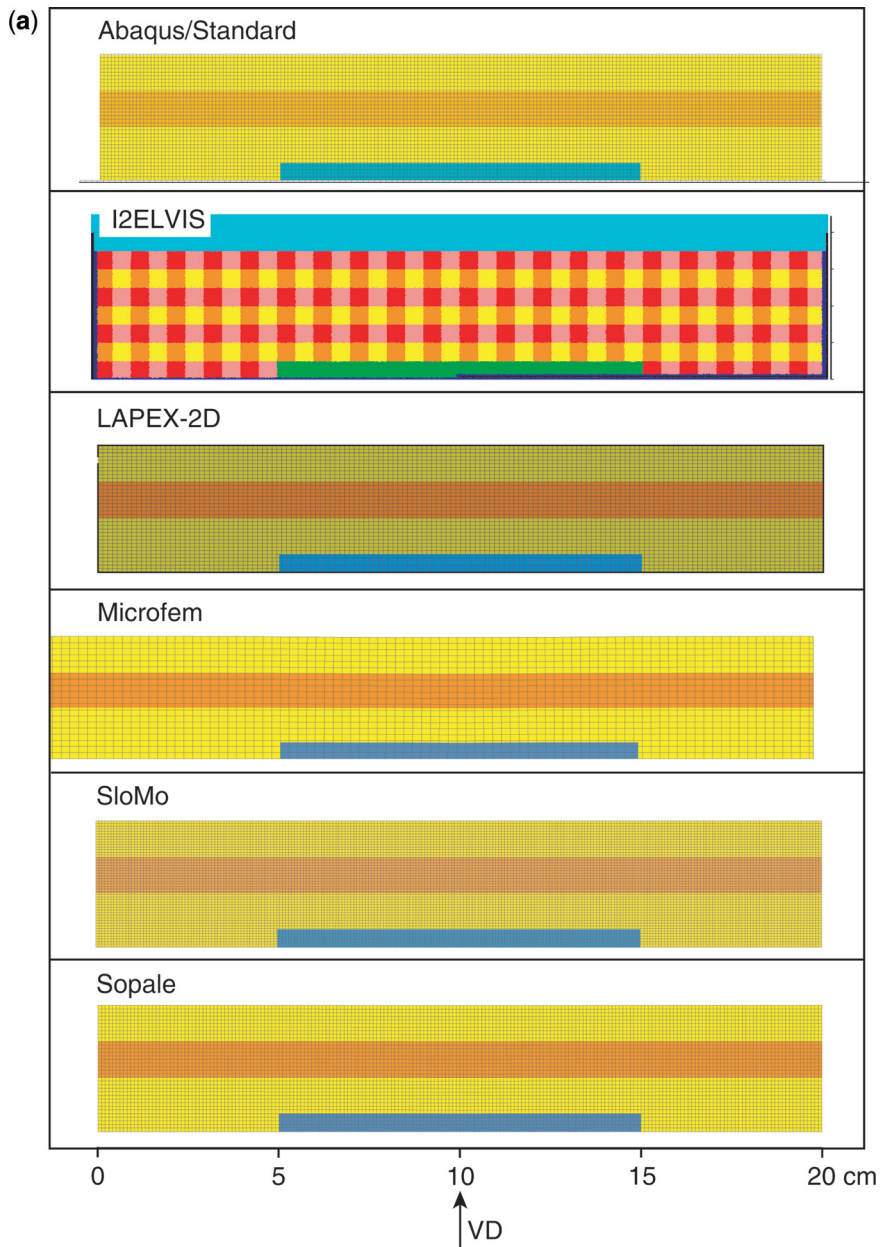 (a)
Abaqus/Standard
I2ELVIS
LAPEX-2D
Microfem
SloMo
Sopale
0 5 10 15 20 cm
VD